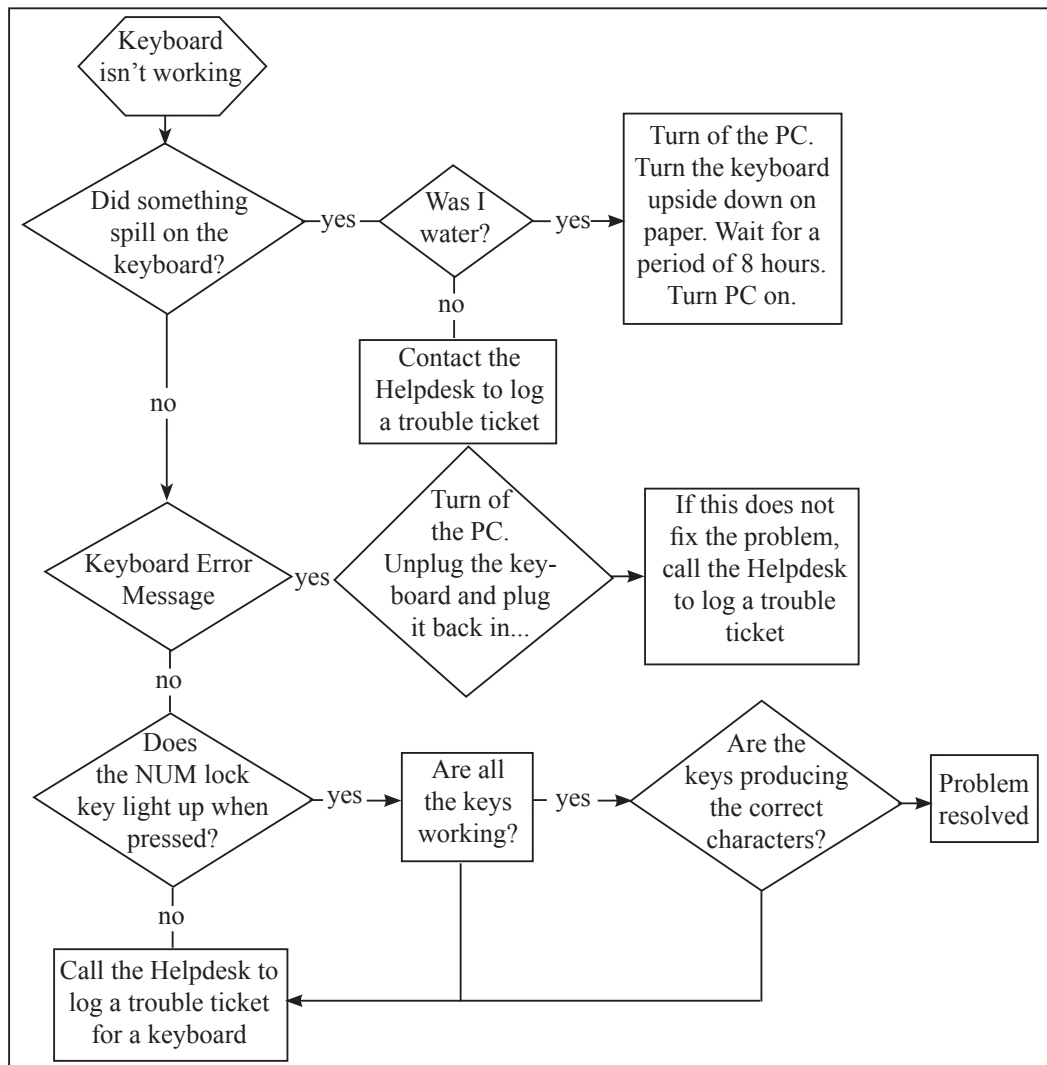 Keyboard
isn't working
Did something
spill on the
keyboard?
yes
Was I
water?
yes
Turn of the PC.
Turn the keyboard
upside down on
paper. Wait for a
period of 8 hours.
Turn PC on.
no
Contact the
Helpdesk to log
a trouble ticket
no
Keyboard Error
Message
yes
Turn of
the PC.
Unplug the key-
board and plug
it back in...
If this does not
fix the problem,
call the Helpdesk
to log a trouble
ticket
no
Does
the NUM lock
key light up when
pressed?
yes
Are all
the keys
working?
yes
Are the
keys producing
the correct
characters?
Problem
resolved
no
Call the Helpdesk to
log a trouble ticket
for a keyboard